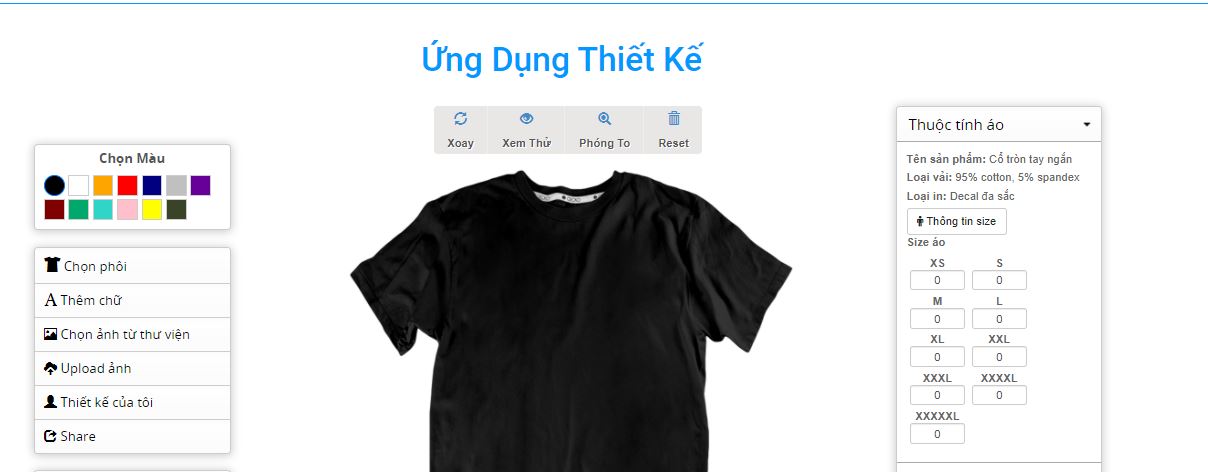 Ứng Dụng Thiết Kế
Xoay
Xem Thử
Phóng To
Reset
Chọn Màu
Chọn phôi
Thêm chữ
Chọn ảnh từ thư viện
Upload ảnh
Thiết kế của tôi
Share
Thuộc tính áo
Tên sản phẩm: Cổ tròn tay ngắn
Loại vải: 95% cotton, 5% spandex
Loại in: Decal đa sắc
Thông tin size
Size áo
XS S
0 0
M L
0 0
XL XXL
0 0
XXXL XXXXL
0 0
XXXXXL
0